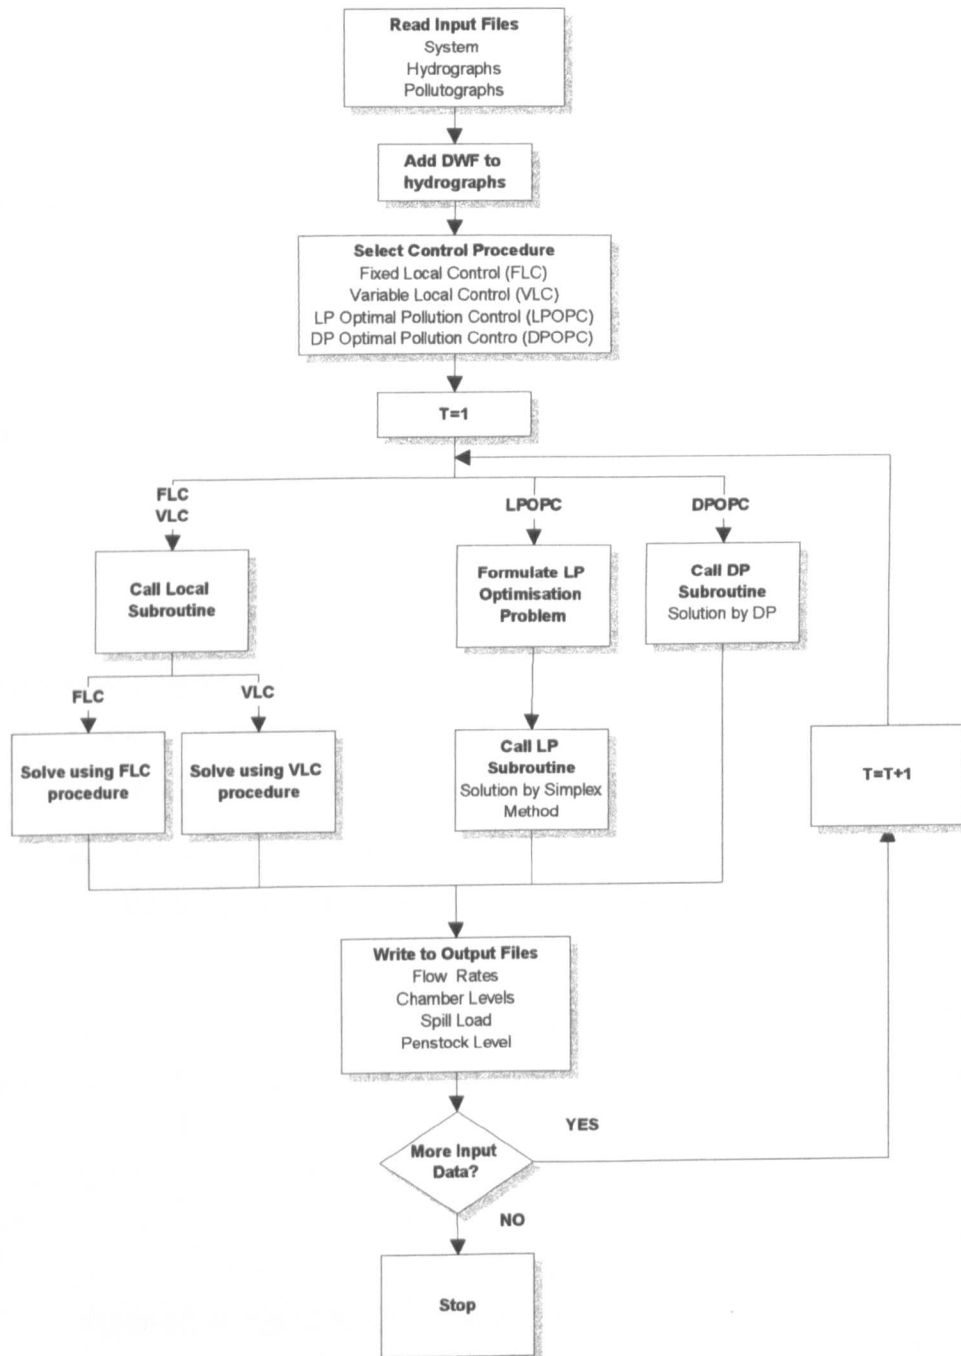 Read Input Files
System
Hydrographs
Pollutographs
Add DWF to
hydrographs
Select Control Procedure
Fixed Local Control (FLC)
Variable Local Control (VLC)
LP Optimal Pollution Control (LPOPC)
DP Optimal Pollution Contro (DPOPC)
T=1
FLC
VLC
LPOPC
DPOPC
Call Local
Subroutine
Formulate LP
Optimisation
Problem
Call DP
Subroutine
Solution by DP
FLC
VLC
Solve using FLC
procedure
Solve using VLC
procedure
Call LP
Subroutine
Solution by Simplex
Method
T=T+1
Write to Output Files
Flow Rates
Chamber Levels
Spill Load
Penstock Level
More Input
Data?
YES
NO
Stop